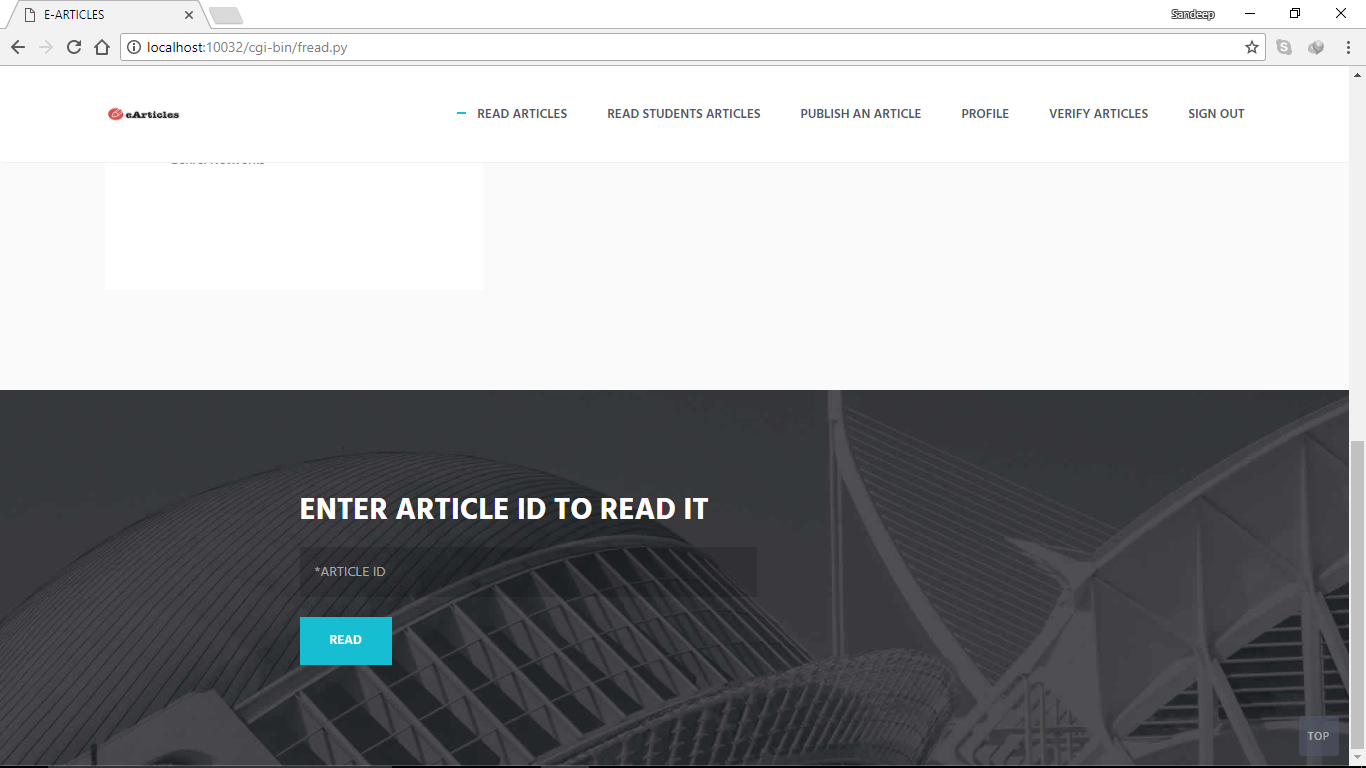 E-ARTICLES
Sandeep
localhost:10032/cgi-bin/fread.py
eArticles
READ ARTICLES
READ STUDENTS ARTICLES
PUBLISH AN ARTICLE
PROFILE
VERIFY ARTICLES
SIGN OUT
ENTER ARTICLE ID TO READ IT
*ARTICLE ID
READ
TOP